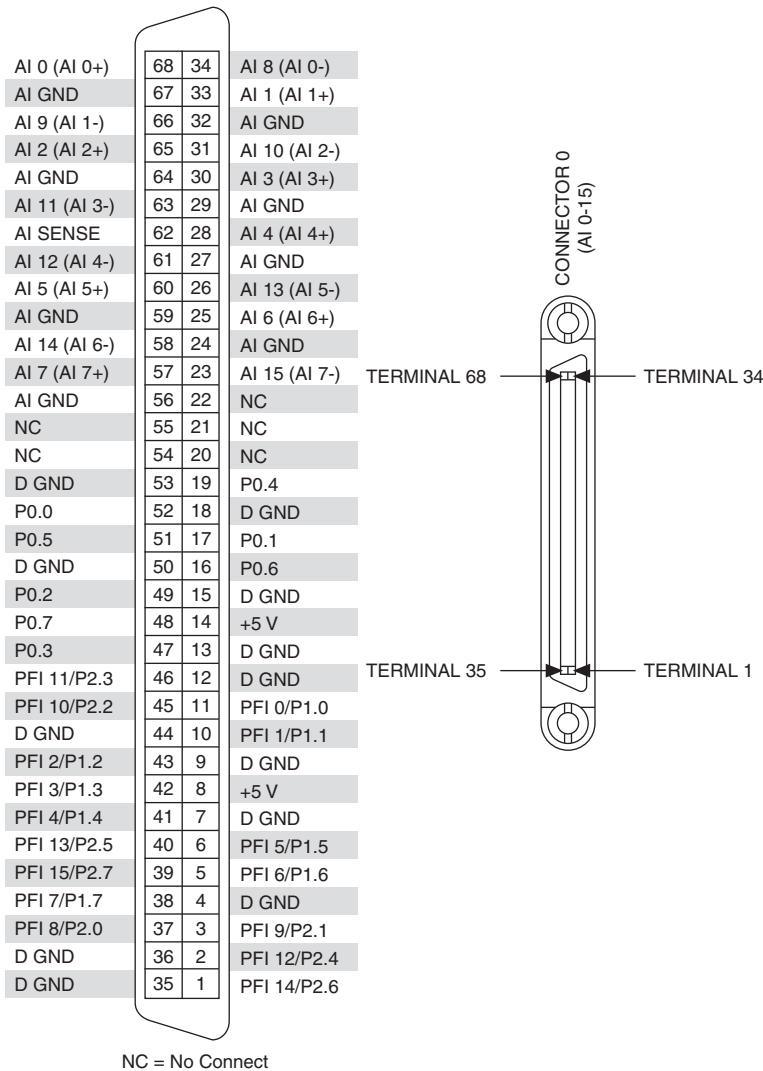 AI 0 (AI 0+) 68 34 AI 8 (AI 0-)
AI GND 67 33 AI 1 (AI 1+)
AI 9 (AI 1-) 66 32 AI GND
AI 2 (AI 2+) 65 31 AI 10 (AI 2-)
AI GND 64 30 AI 3 (AI 3+)
AI 11 (AI 3-) 63 29 AI GND
AI SENSE 62 28 AI 4 (AI 4+)
AI 12 (AI 4-) 61 27 AI GND
AI 5 (AI 5+) 60 26 AI 13 (AI 5-)
AI GND 59 25 AI 6 (AI 6+)
AI 14 (AI 6-) 58 24 AI GND
AI 7 (AI 7+) 57 23 AI 15 (AI 7-)
AI GND 56 22 NC
NC 55 21 NC
NC 54 20 NC
D GND 53 19 P0.4
P0.0 52 18 D GND
P0.5 51 17 P0.1
D GND 50 16 P0.6
P0.2 49 15 D GND
P0.7 48 14 +5 V
P0.3 47 13 D GND
PFI 11/P2.3 46 12 D GND
PFI 10/P2.2 45 11 PFI 0/P1.0
D GND 44 10 PFI 1/P1.1
PFI 2/P1.2 43 9 D GND
PFI 3/P1.3 42 8 +5 V
PFI 4/P1.4 41 7 D GND
PFI 13/P2.5 40 6 PFI 5/P1.5
PFI 15/P2.7 39 5 PFI 6/P1.6
PFI 7/P1.7 38 4 D GND
PFI 8/P2.0 37 3 PFI 9/P2.1
D GND 36 2 PFI 12/P2.4
D GND 35 1 PFI 14/P2.6
NC = No Connect
CONNECTOR 0
(AI 0-15)
TERMINAL 68 TERMINAL 34
TERMINAL 35 TERMINAL 1